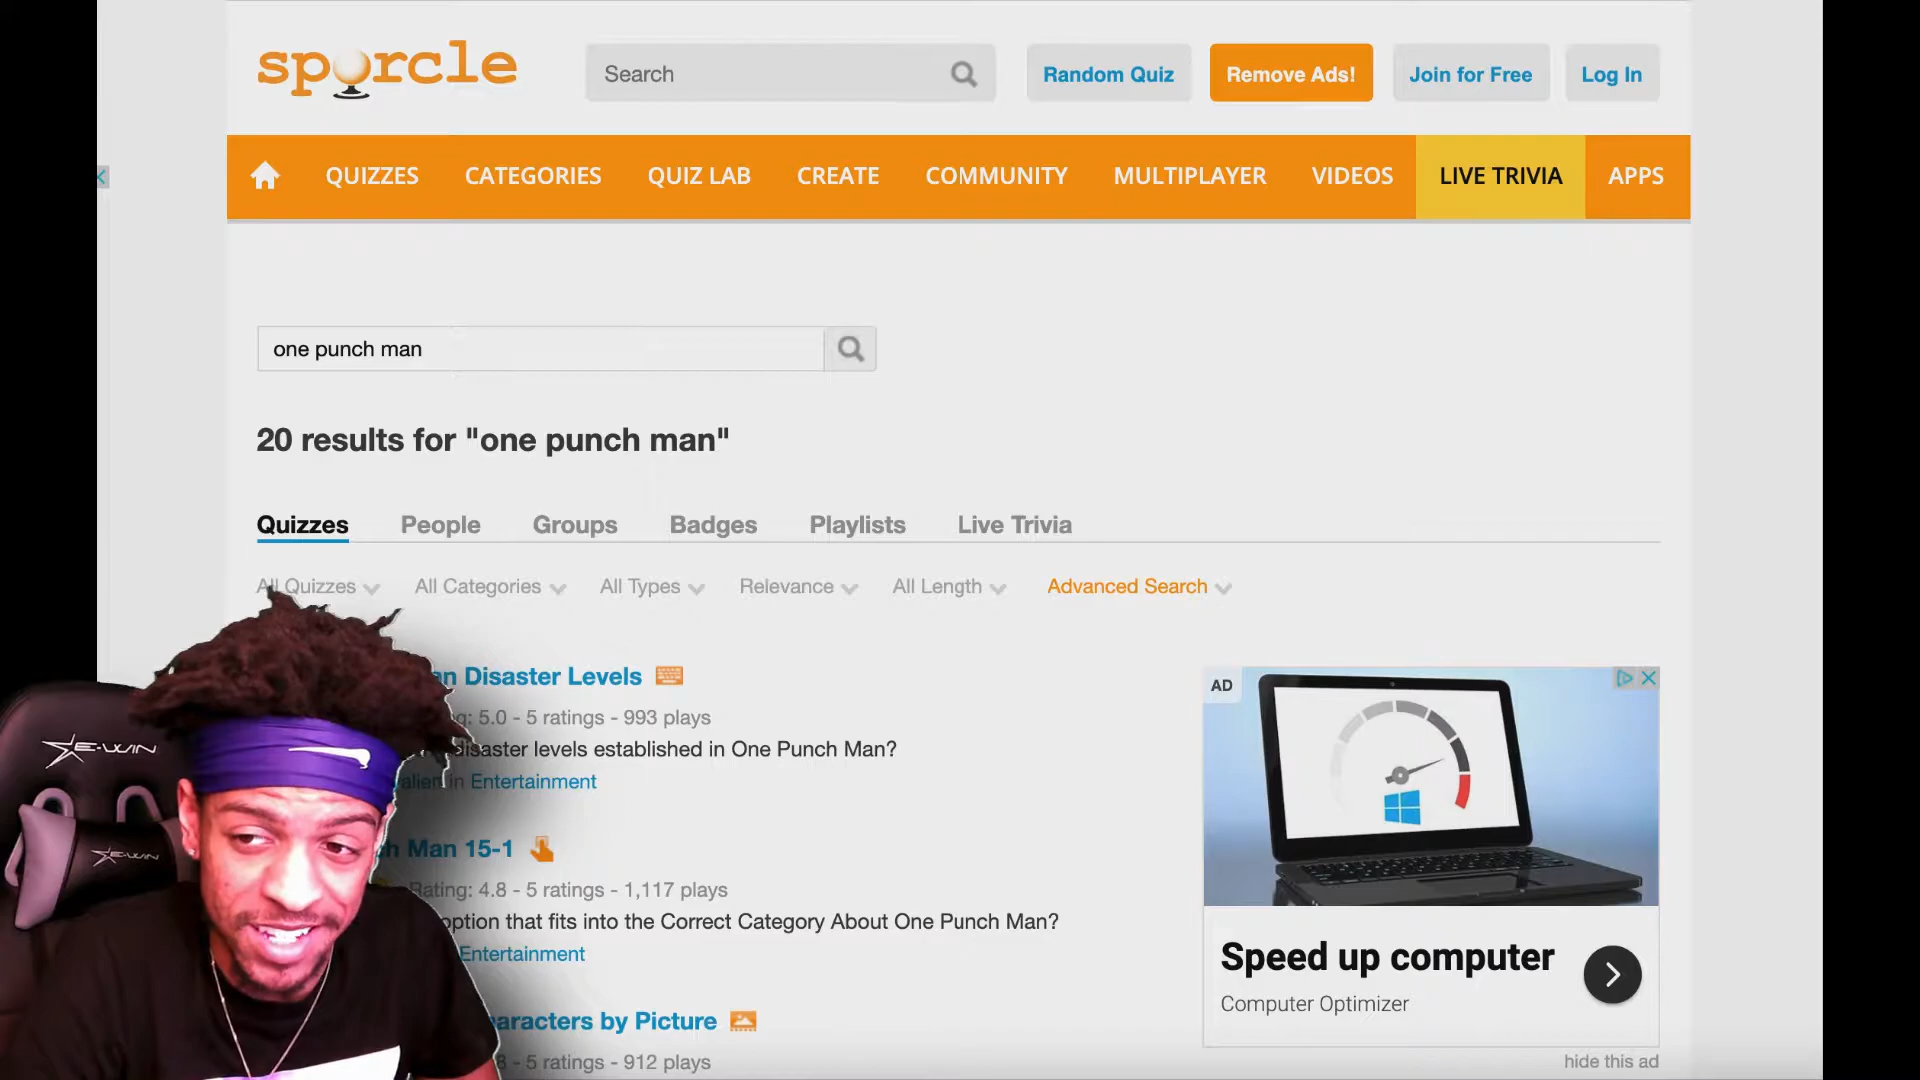 sporcle
Search
Random Quiz
Remove Ads!
Join for Free
Log In
QUIZZES
CATEGORIES
QUIZ LAB
CREATE
COMMUNITY
MULTIPLAYER
VIDEOS
LIVE TRIVIA
APPS
one punch man
20 results for "one punch man"
Quizzes
People
Groups
Badges
Playlists
Live Trivia
All Quizzes
All Categories
All Types
Relevance
All Length
Advanced Search
Disaster Levels
5.0 - 5 ratings - 993 plays
disaster levels established in One Punch Man?
in Entertainment
Man 15-1
Rating: 4.8 - 5 ratings - 1,117 plays
option that fits into the Correct Category About One Punch Man?
Entertainment
by Picture
- 5 ratings - 912 plays
AD
Speed up computer
Computer Optimizer
hide this ad
E-WIN
E-WIN